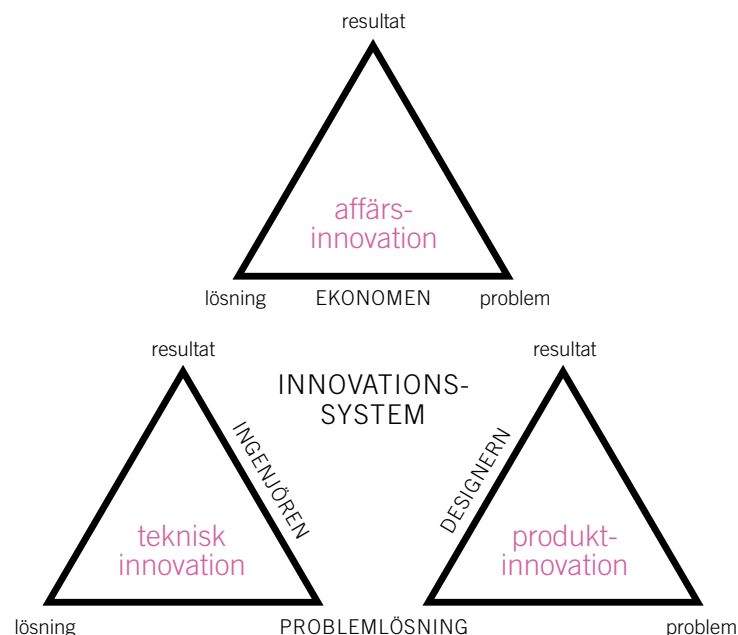 resultat
affärs-
innovation
lösning EKONOMEN problem
resultat
resultat
INNOVATIONS-
SYSTEM
INGENJÖREN
DESIGNERN
teknisk
innovation
produkt-
innovation
lösning PROBLEMLÖSNING problem